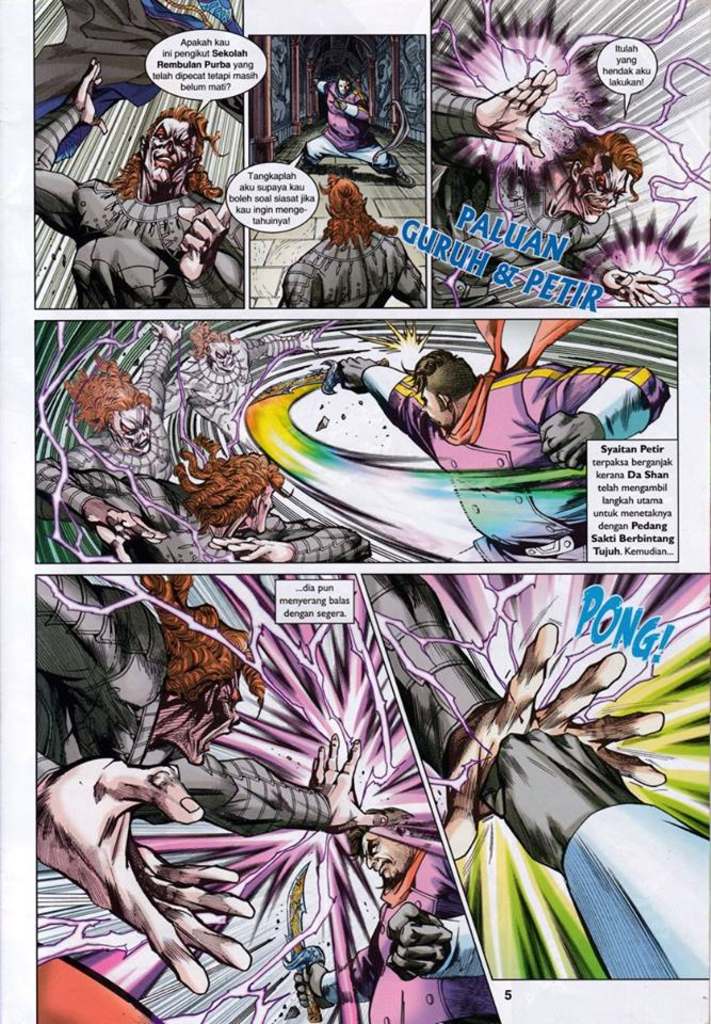 Apakah kau
ini pengikut Sekolah
Rembulan Purba yang
telah dipecat tetapi masih
belum mati?
Tangkaplah
aku supaya kau
boleh soal siasat
jika kau ingin menge-
tahuinya!
Itulah
yang
hendak aku
lakukan!
PALUAN
GURUH & PETIR
Syaitan Petir
terpaksa berganjak
kerana Da Shan
telah mengambil
langkah utama
untuk menetaknya
dengan Pedang
Sakti Berbintang
Tujuh. Kemudian...
...dia pun
menyerang balas
dengan segera.
PONG!
5